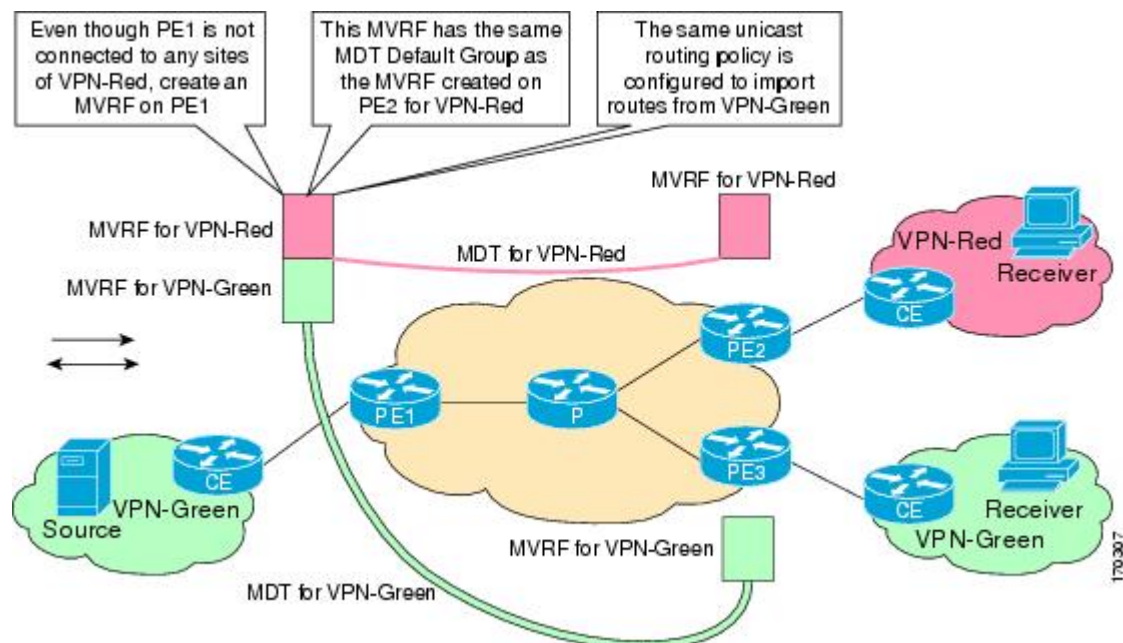 Even though PE1 is not
connected to any sites
of VPN-Red, create an
MVRF on PE1
This MVRF has the same
MDT Default Group as
the MVRF created on
PE2 for VPN-Red
The same unicast
routing policy is
configured to import
routes from VPN-Green
MVRF for VPN-Red
MVRF for VPN-Red
MDT for VPN-Red
MVRF for VPN-Green
VPN-Red
Receiver
CE
PE2
PE1
P
PE3
CE
VPN-Green
Source
CE
Receiver
VPN-Green
MVRF for VPN-Green
MDT for VPN-Green
170397